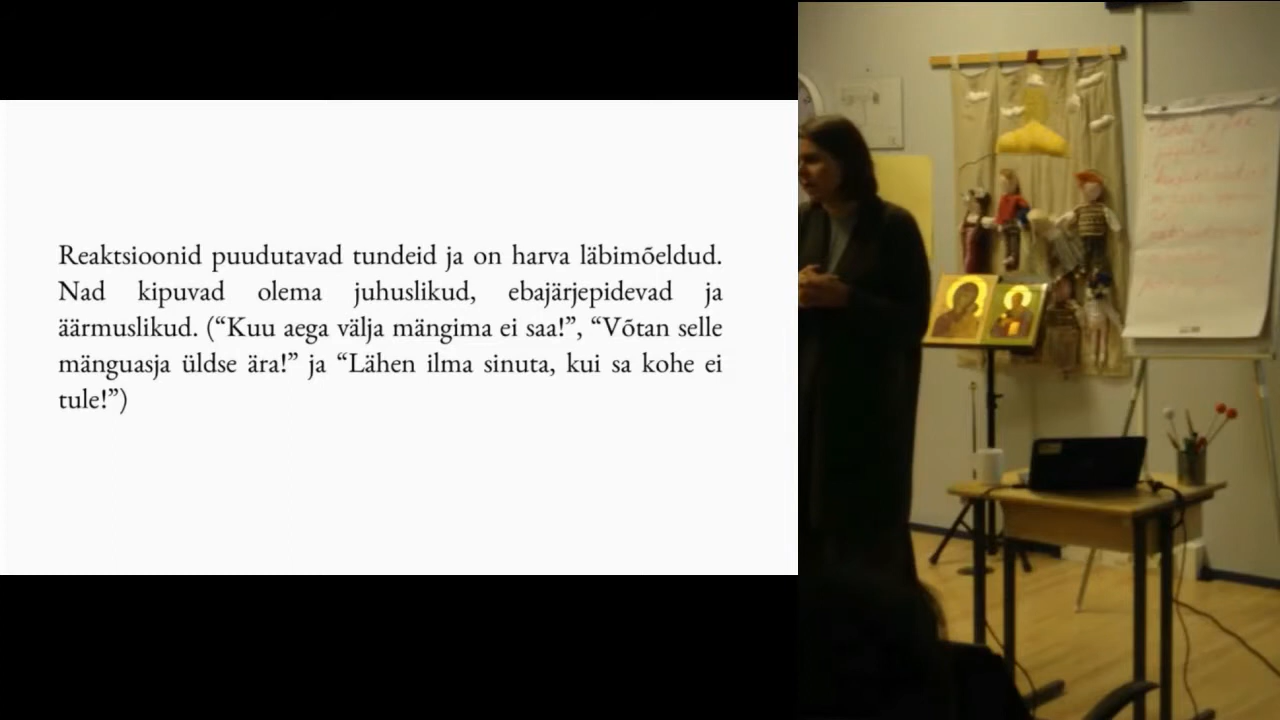 Reaktsioonid puudutavad tundeid ja on harva läbimõeldud.
Nad kipuvad olema juhuslikud, ebajärjepidevad ja
äärmuslikud. (“Kuu aega välja mängima ei saa!”, “Võtan selle
mänguasja üldse ära!” ja “Lähen ilma sinuta, kui sa kohe ei
tule!”)